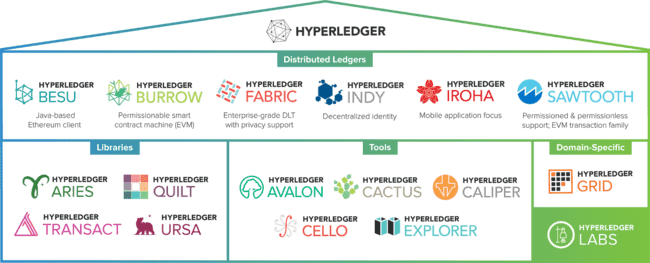 HYPERLEDGER
Distributed Ledgers
HYPERLEDGER
BESU
Java-based
Ethereum client
HYPERLEDGER
BURROW
Permissionable smart
contract machine (EVM)
HYPERLEDGER
FABRIC
Enterprise-grade DLT
with privacy support
HYPERLEDGER
INDY
Decentralized identity
HYPERLEDGER
IROHA
Mobile application focus
HYPERLEDGER
SAWTOOTH
Permissioned & permissionless
support; EVM transaction family
Libraries
HYPERLEDGER
ARIES
HYPERLEDGER
QUILT
HYPERLEDGER
TRANSACT
HYPERLEDGER
URSA
Tools
HYPERLEDGER
AVALON
HYPERLEDGER
CACTUS
HYPERLEDGER
CALIPER
HYPERLEDGER
CELLO
HYPERLEDGER
EXPLORER
Domain-Specific
HYPERLEDGER
GRID
HYPERLEDGER
LABS